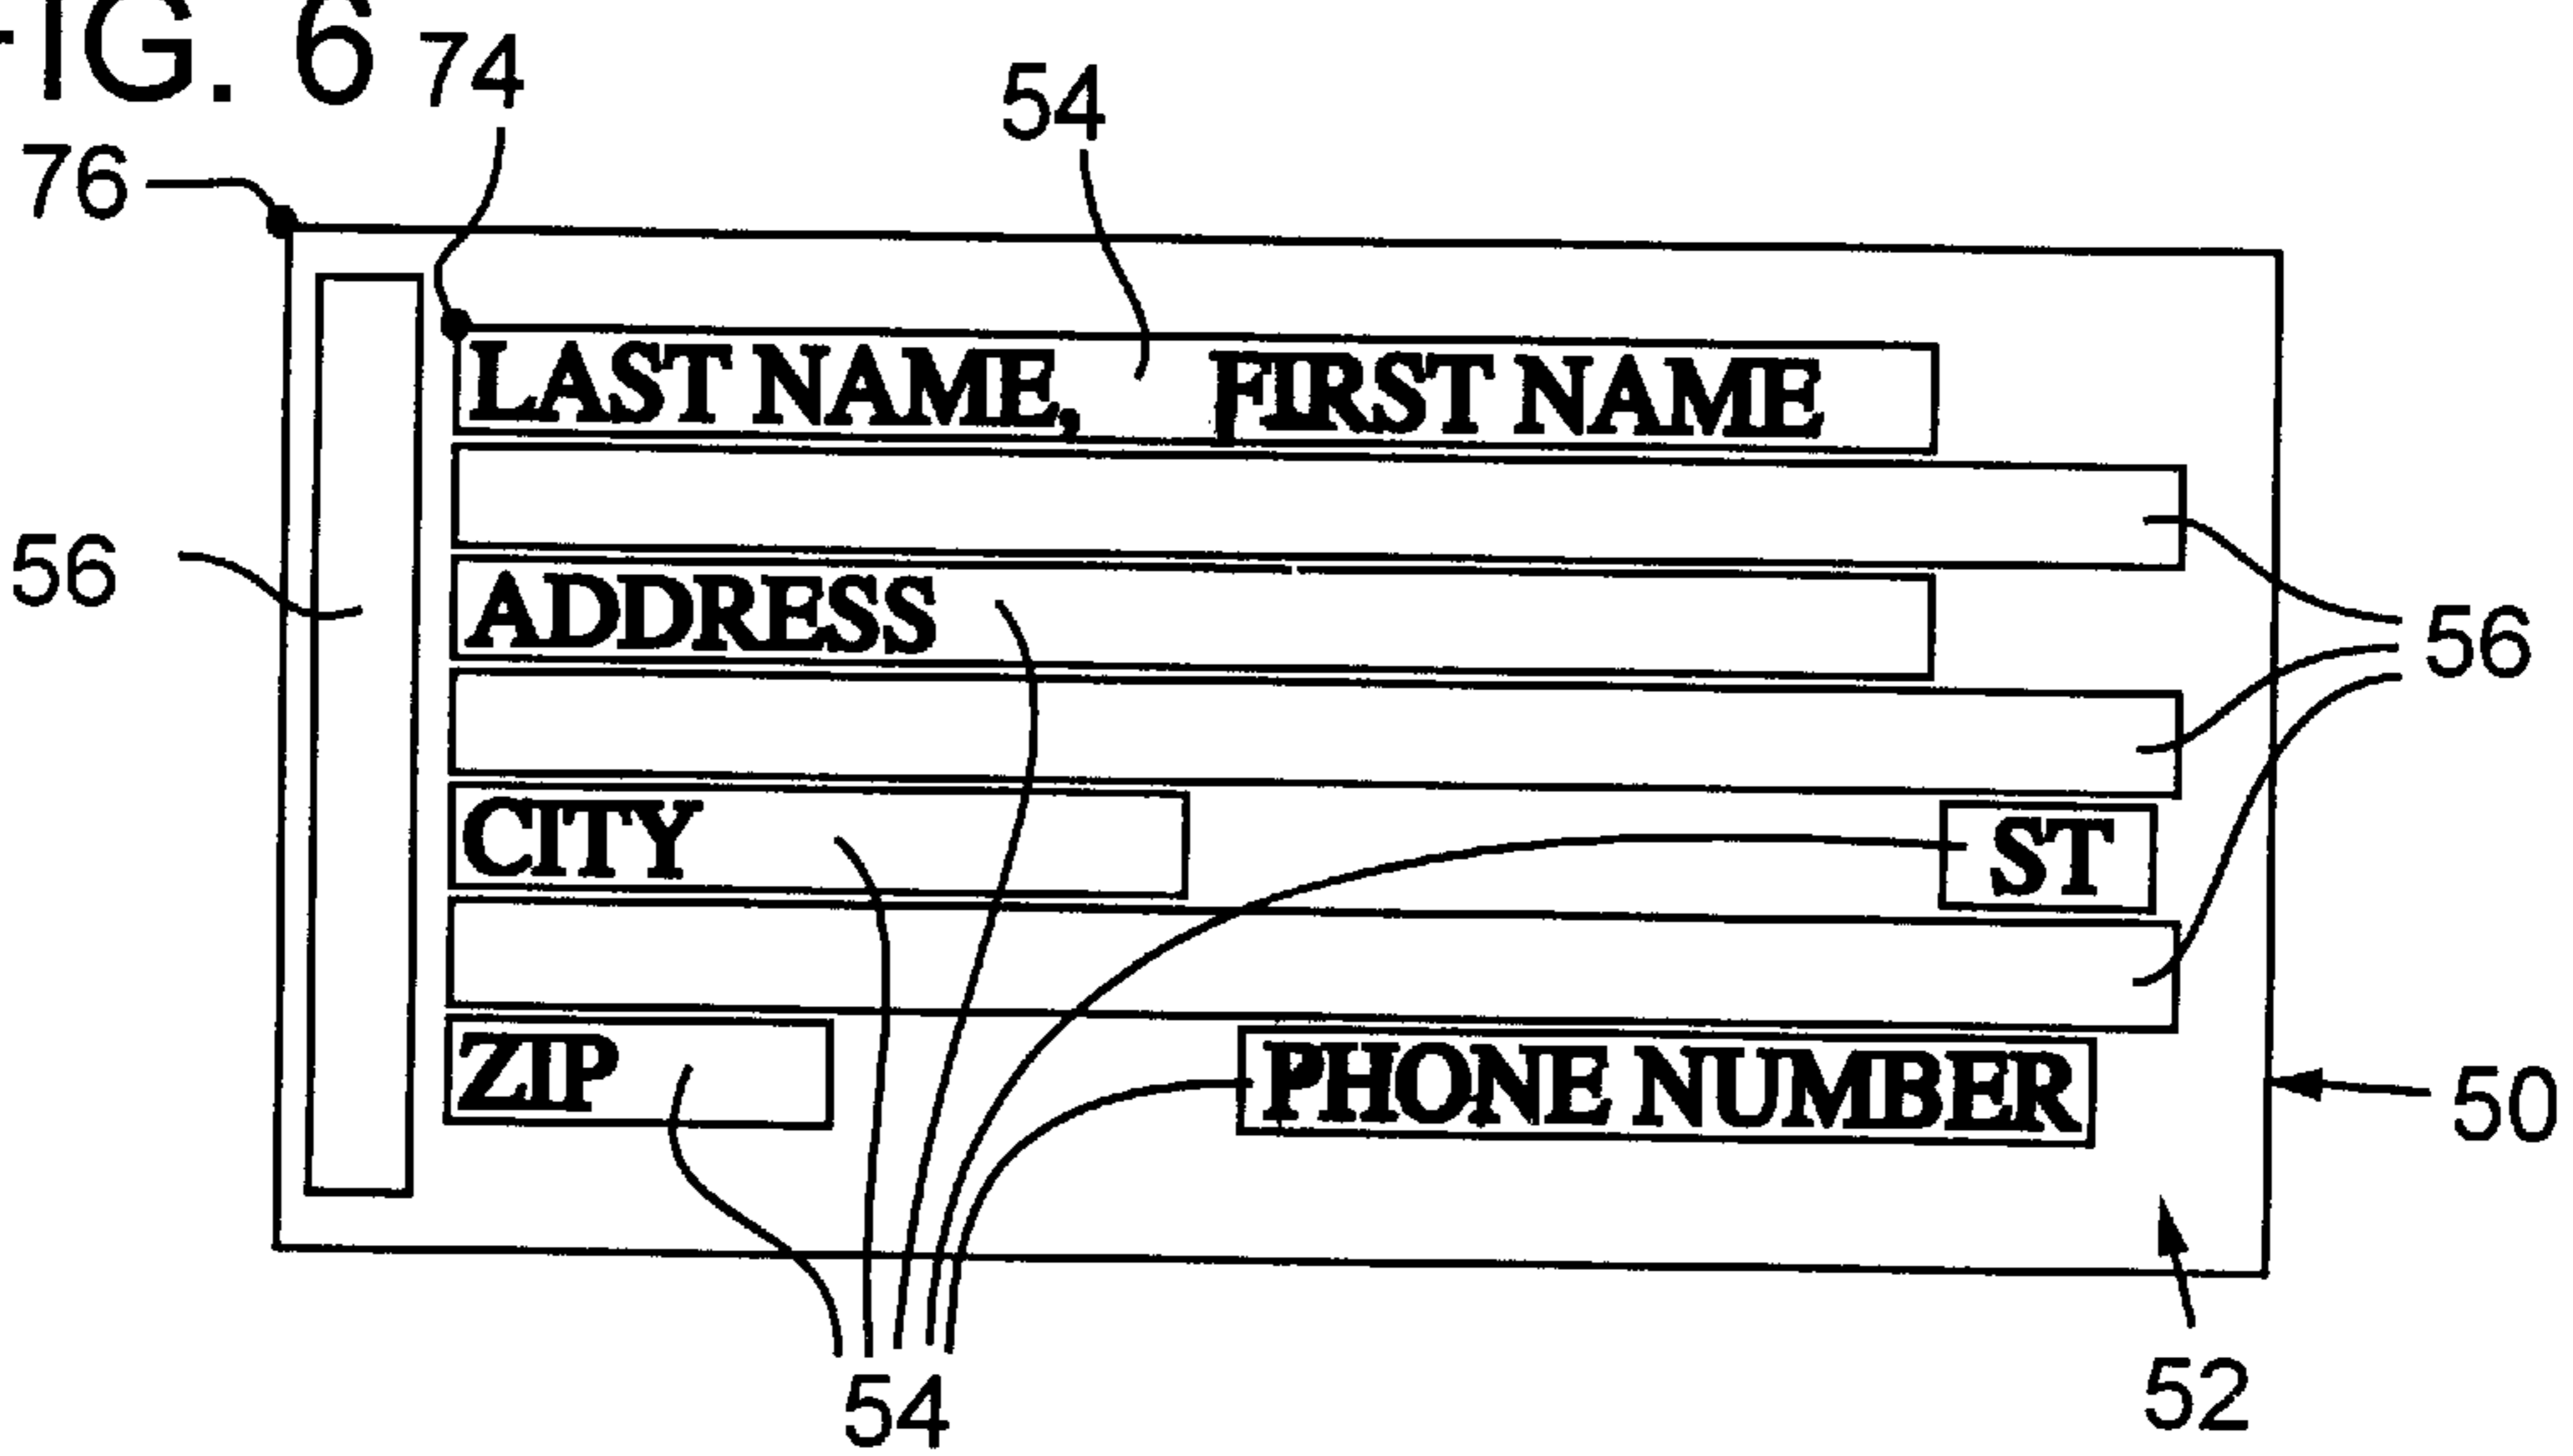 FIG. 6
74
54
76
LAST NAME, FIRST NAME
56
ADDRESS
56
CITY
ST
ZIP
PHONE NUMBER
50
54
52